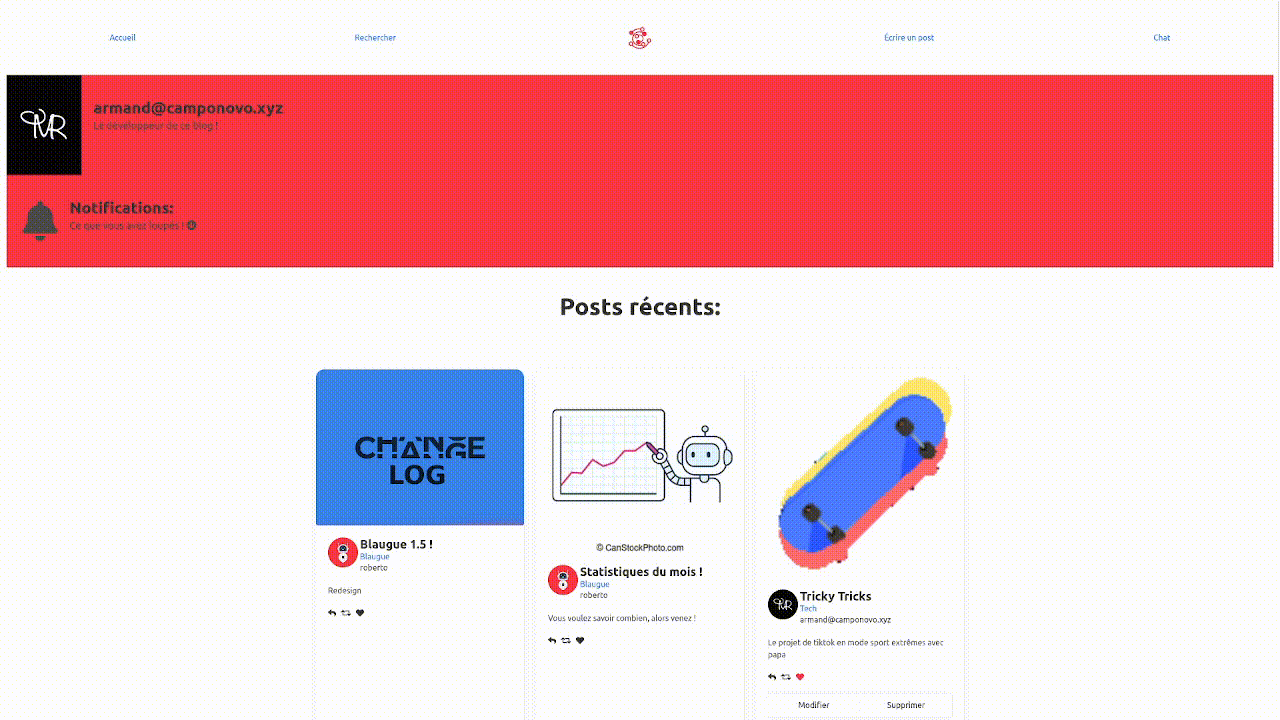 Accueil
Rechercher
Écrire un post
Chat
armand@camponovo.xyz
Le développeur de ce blog !
Notifications:
Ce que vous avez loupés !
Posts récents:
CHANGE
LOG
Blaugue 1.5 !
Blaugue
roberto
Redesign
© CanStockPhoto.com
Statistiques du mois !
Blaugue
roberto
Vous voulez savoir combien, alors venez !
Tricky Tricks
Tech
armand@camponovo.xyz
Le projet de tiktok en mode sport extrêmes avec
papa
Modifier
Supprimer